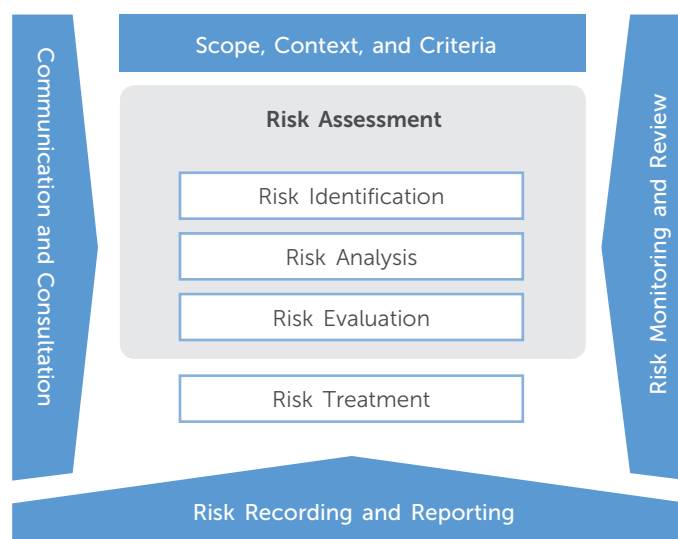 Scope, Context, and Criteria
Communication and Consultation
Risk Assessment
Risk Identification
Risk Analysis
Risk Evaluation
Risk Treatment
Risk Monitoring and Review
Risk Recording and Reporting